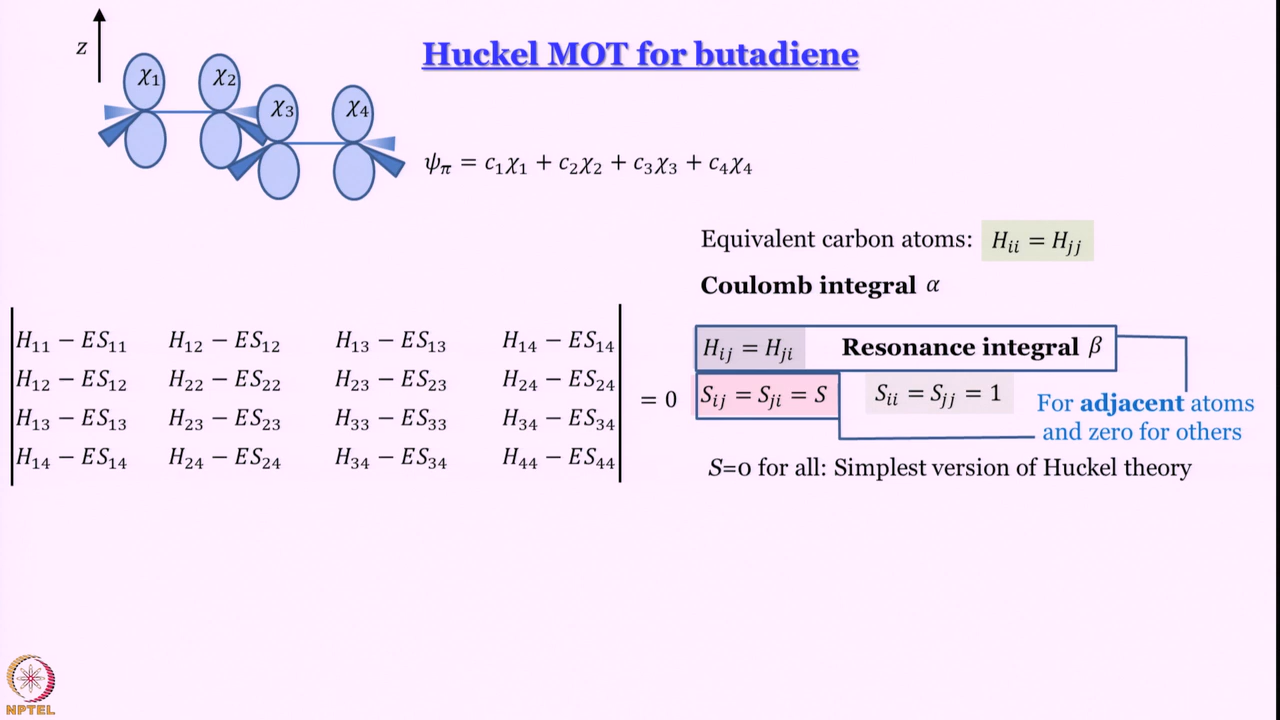 Huckel MOT for butadiene
z
χ₁ χ₂
χ₃ χ₄
ψπ = c₁χ₁ + c₂χ₂ + c₃χ₃ + c₄χ₄
Equivalent carbon atoms: Hᵢᵢ = Hⱼⱼ
Coulomb integral α
H₁₁ − ES₁₁ H₁₂ − ES₁₂ H₁₃ − ES₁₃ H₁₄ − ES₁₄
H₁₂ − ES₁₂ H₂₂ − ES₂₂ H₂₃ − ES₂₃ H₂₄ − ES₂₄
H₁₃ − ES₁₃ H₂₃ − ES₂₃ H₃₃ − ES₃₃ H₃₄ − ES₃₄
H₁₄ − ES₁₄ H₂₄ − ES₂₄ H₃₄ − ES₃₄ H₄₄ − ES₄₄
= 0
Hᵢⱼ = Hⱼᵢ Resonance integral β
Sᵢⱼ = Sⱼᵢ = S Sᵢᵢ = Sⱼⱼ = 1
For adjacent atoms
and zero for others
S=0 for all: Simplest version of Huckel theory
NPTEL